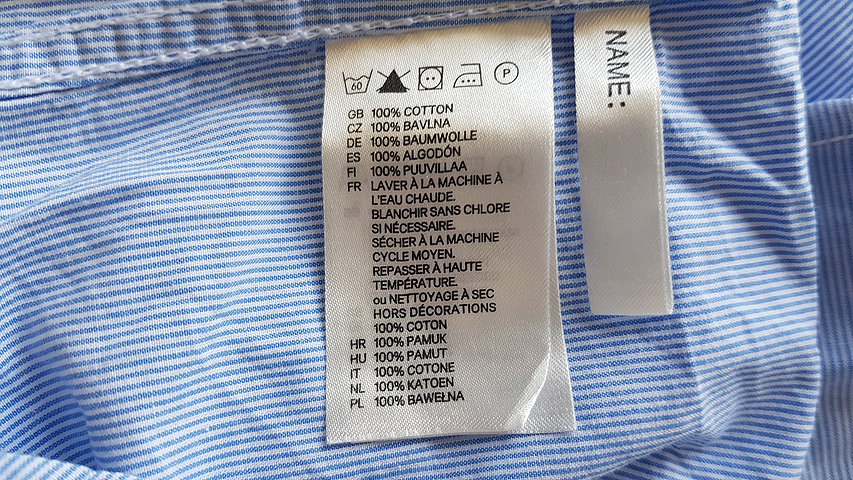 60 P
GB 100% COTTON
CZ 100% BAVLNA
DE 100% BAUMWOLLE
ES 100% ALGODÓN
FI 100% PUUVILLAA
FR LAVER À LA MACHINE À
L'EAU CHAUDE.
BLANCHIR SANS CHLORE
SI NÉCESSAIRE.
SÉCHER À LA MACHINE
CYCLE MOYEN.
REPASSER À HAUTE
TEMPÉRATURE.
ou NETTOYAGE À SEC
HORS DÉCORATIONS
100% COTON
HR 100% PAMUK
HU 100% PAMUT
IT 100% COTONE
NL 100% KATOEN
PL 100% BAWEŁNA
NAME: